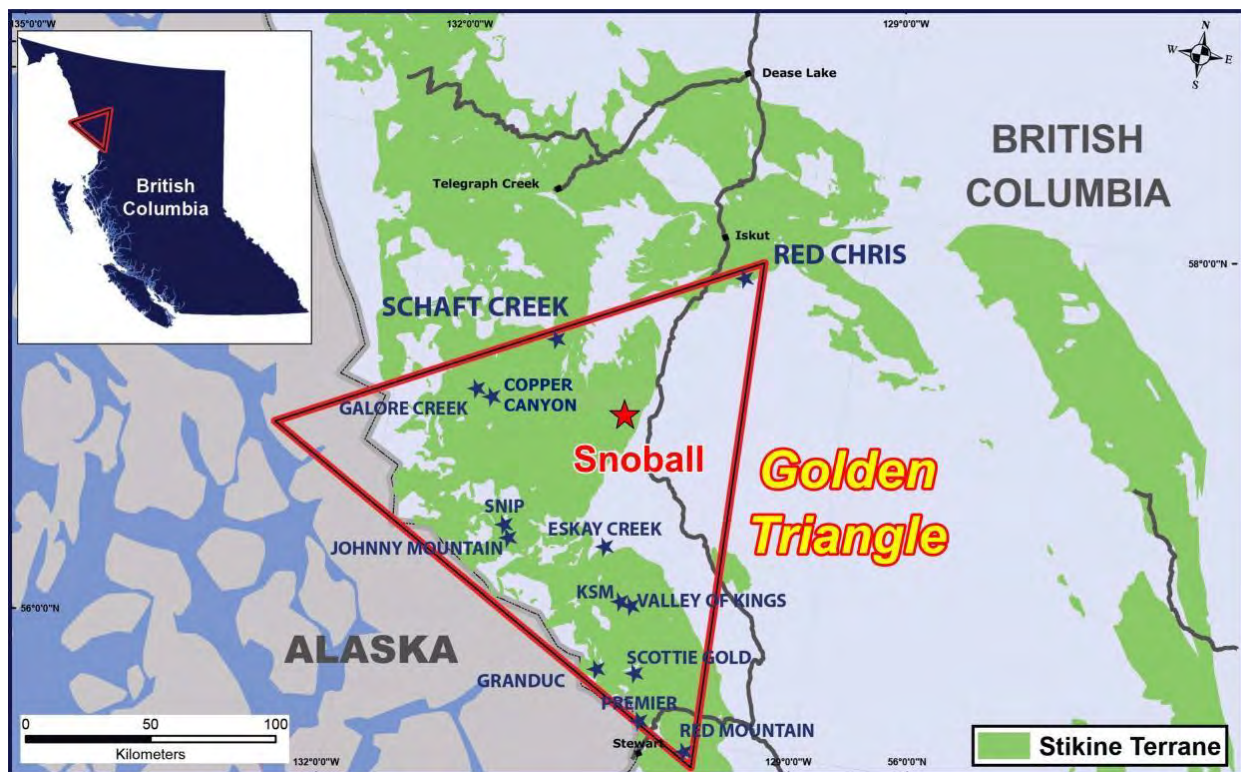 135°0'0"W
132°0'0"W
129°0'0"W
N
W
E
S
British
Columbia
Dease Lake
BRITISH
COLUMBIA
Telegraph Creek
Iskut
RED CHRIS
58°0'0"N
SCHAFT CREEK
COPPER
CANYON
GALORE CREEK
Snoball
Golden
Triangle
SNIP
ESKAY CREEK
JOHNNY MOUNTAIN
KSM
VALLEY OF KINGS
56°0'0"N
ALASKA
SCOTTIE GOLD
GRANDUC
PREMIER
RED MOUNTAIN
Stewart
0 50 100
Kilometers
Stikine Terrane
132°0'0"W
129°0'0"W
56°0'0"N